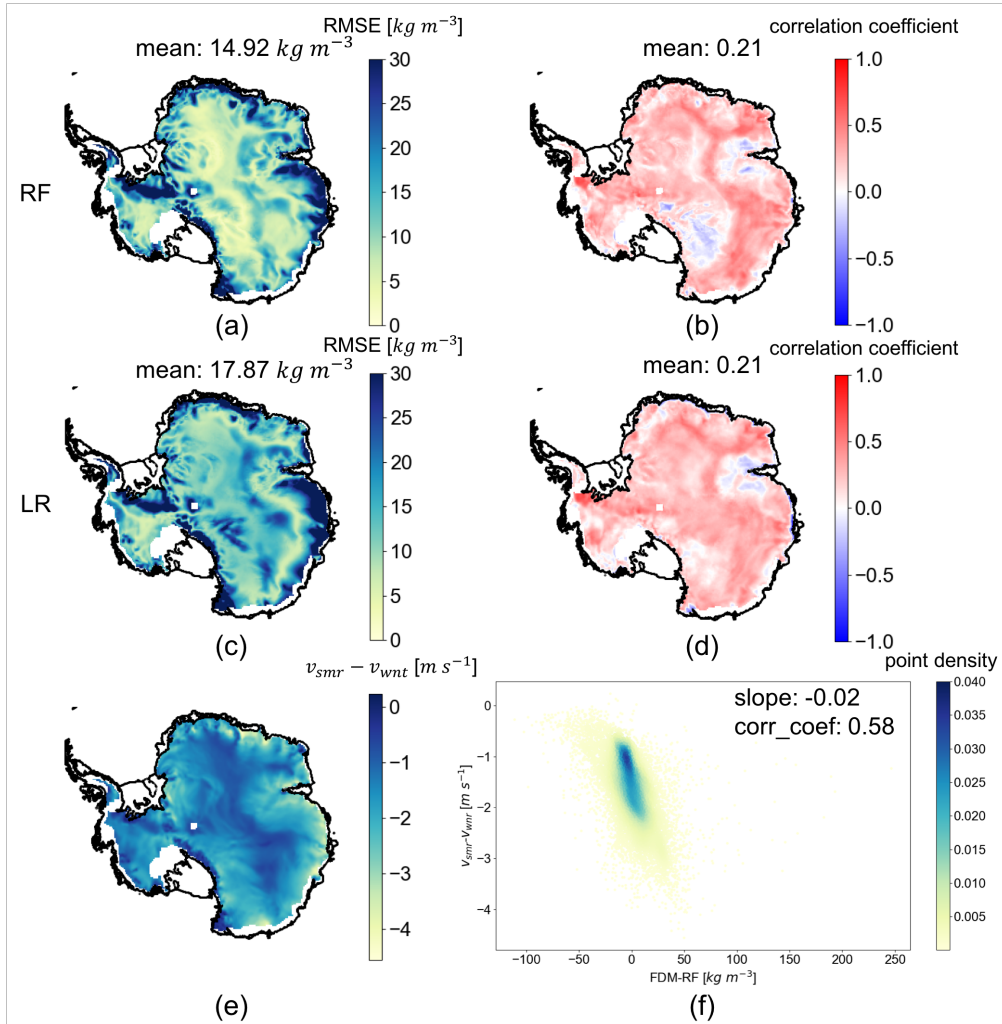 RMSE [kg m⁻³]
mean: 14.92 kg m⁻³
30
25
20
15
10
5
0
RF
(a)
correlation coefficient
mean: 0.21
1.0
0.5
0.0
−0.5
−1.0
(b)
RMSE [kg m⁻³]
mean: 17.87 kg m⁻³
30
25
20
15
10
5
0
LR
(c)
correlation coefficient
mean: 0.21
1.0
0.5
0.0
−0.5
−1.0
(d)
v_smr − v_wnt [m s⁻¹]
0
−1
−2
−3
−4
(e)
point density
slope: -0.02
corr_coef: 0.58
0.040
0.035
0.030
0.025
0.020
0.015
0.010
0.005
v_smr-v_wnr [m s⁻¹]
0
−1
−2
−3
−4
−100 −50 0 50 100 150 200 250
FDM-RF [kg m⁻³]
(f)